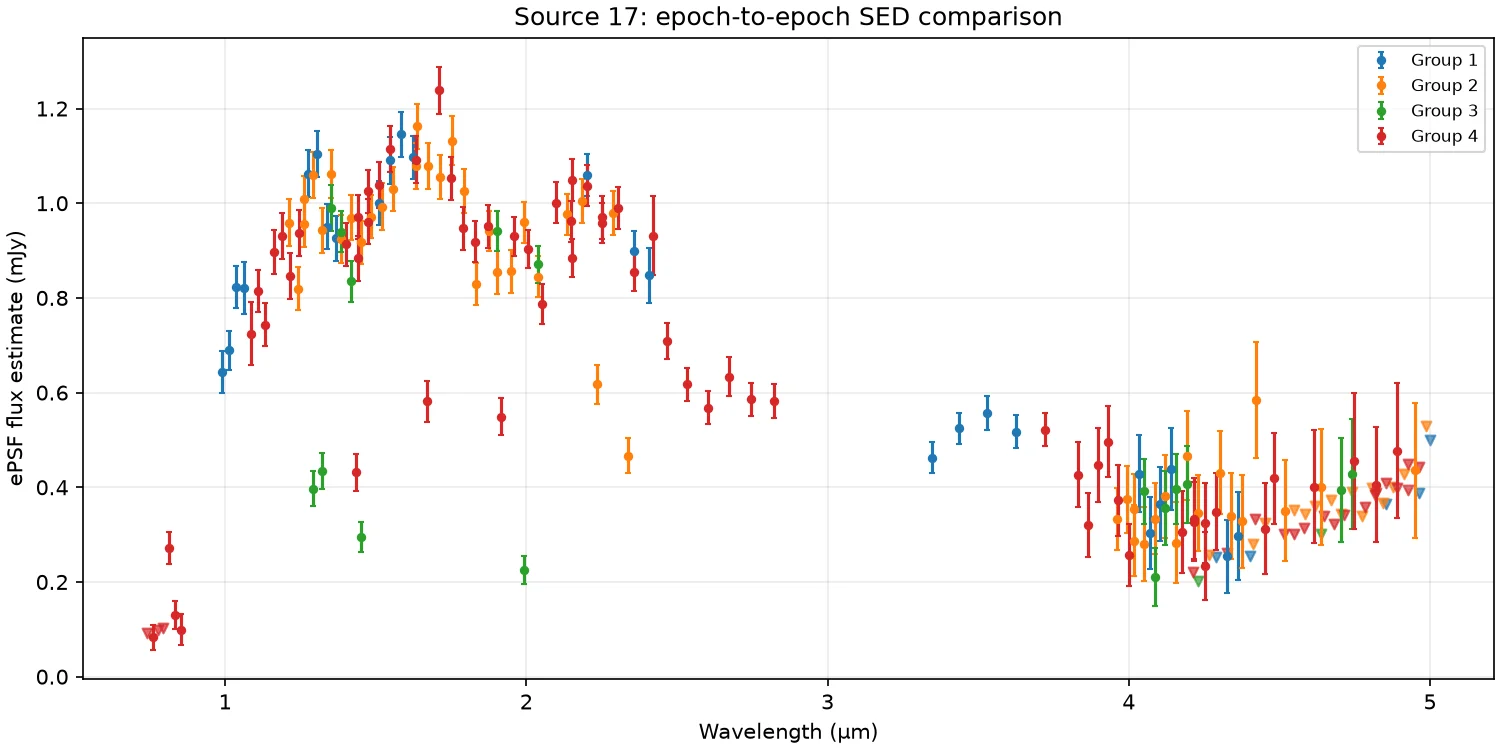 Source 17: epoch-to-epoch SED comparison
ePSF flux estimate (mJy)
1.2
1.0
0.8
0.6
0.4
0.2
0.0
Group 1
Group 2
Group 3
Group 4
1 2 3 4 5
Wavelength (µm)